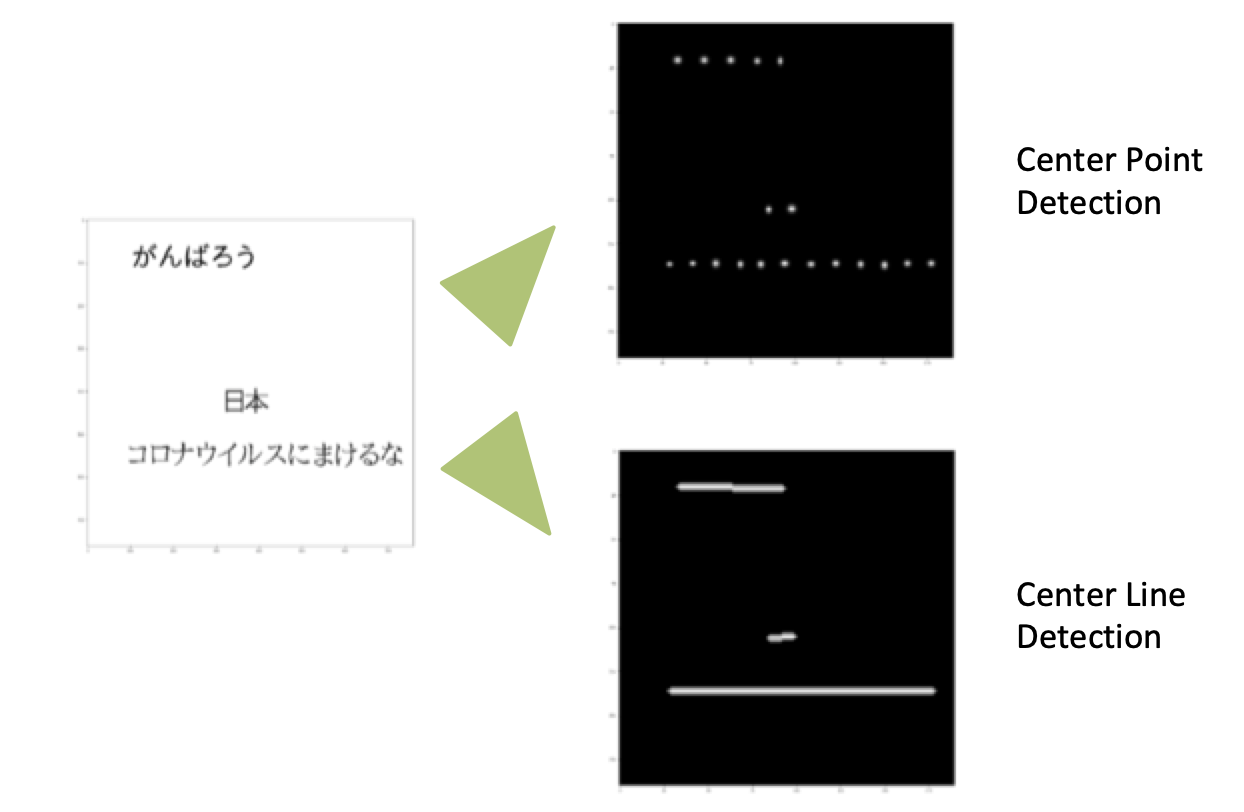 がんばろう
日本
コロナウイルスにまけるな
Center Point
Detection
Center Line
Detection